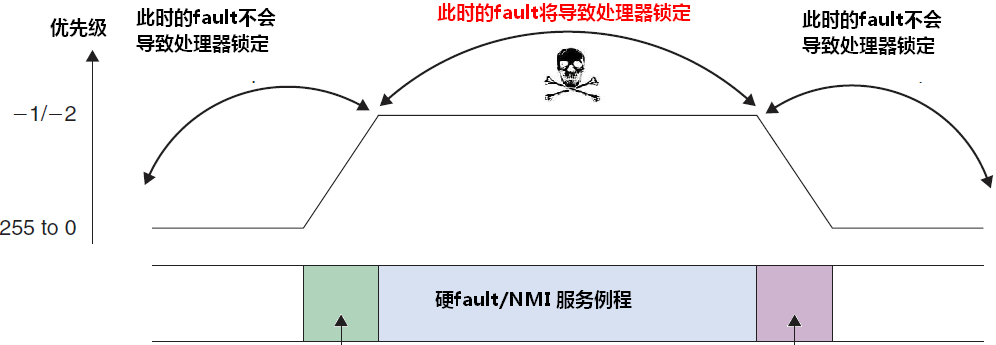 此时的fault不会
导致处理器锁定
此时的fault将导致处理器锁定
此时的fault不会
导致处理器锁定
优先级
−1/−2
255 to 0
硬fault/NMI 服务例程